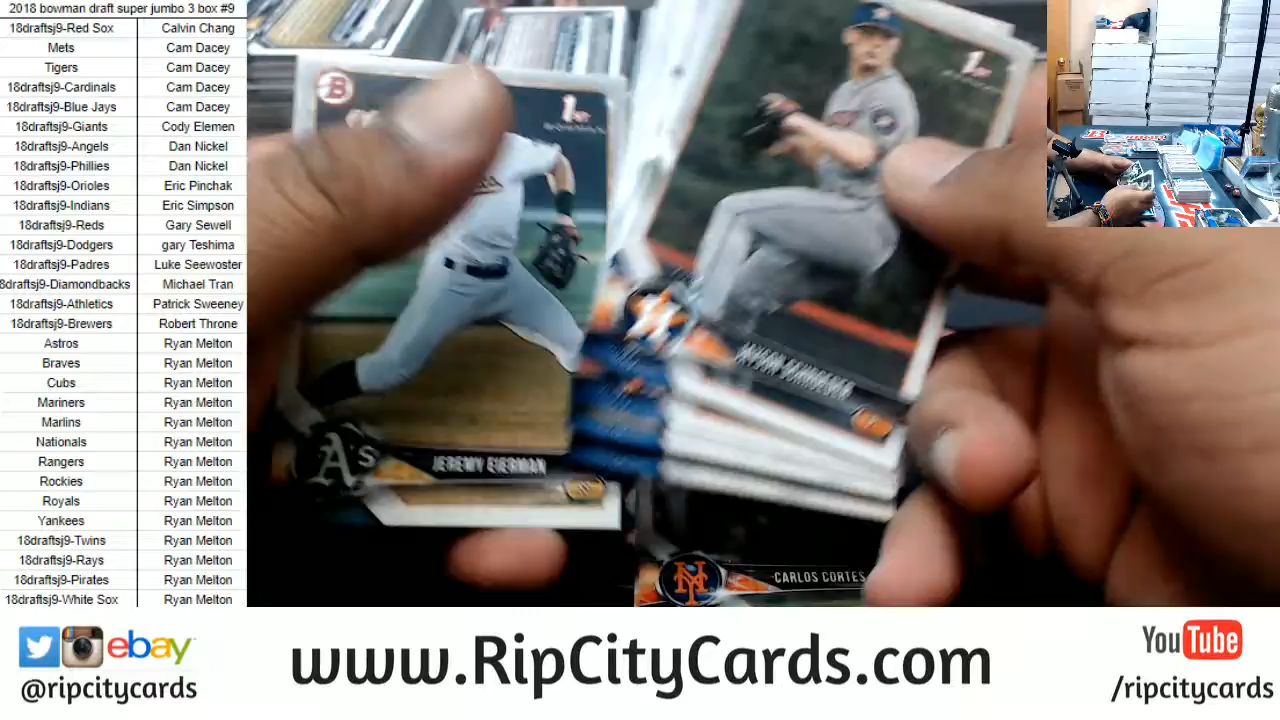 2018 bowman draft super jumbo 3 box #9
18draftsj9-Red Sox Calvin Chang
Mets Cam Dacey
Tigers Cam Dacey
18draftsj9-Cardinals Cam Dacey
18draftsj9-Blue Jays Cam Dacey
18draftsj9-Giants Cody Elemen
18draftsj9-Angels Dan Nickel
18draftsj9-Phillies Dan Nickel
18draftsj9-Orioles Eric Pinchak
18draftsj9-Indians Eric Simpson
18draftsj9-Reds Gary Sewell
18draftsj9-Dodgers gary Teshima
18draftsj9-Padres Luke Seewoster
8draftsj9-Diamondbacks Michael Tran
18draftsj9-Athletics Patrick Sweeney
18draftsj9-Brewers Robert Throne
Astros Ryan Melton
Braves Ryan Melton
Cubs Ryan Melton
Mariners Ryan Melton
Marlins Ryan Melton
Nationals Ryan Melton
Rangers Ryan Melton
Rockies Ryan Melton
Royals Ryan Melton
Yankees Ryan Melton
18draftsj9-Twins Ryan Melton
18draftsj9-Rays Ryan Melton
18draftsj9-Pirates Ryan Melton
18draftsj9-White Sox Ryan Melton
B
1st
A's
JEREMY EIERMAN
NY
CARLOS CORTES
ebay
@ripcitycards
www.RipCityCards.com
YouTube
/ripcitycards